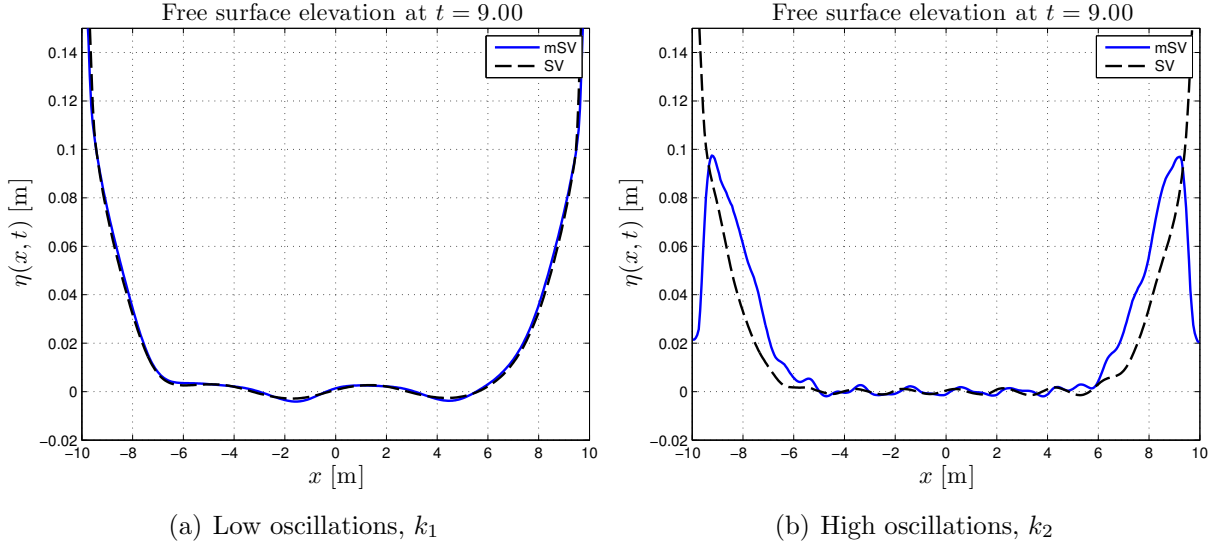 Free surface elevation at t = 9.00
0.14
0.12
0.1
0.08
0.06
0.04
0.02
0
−0.02
η(x, t) [m]
mSV
SV
−10 −8 −6 −4 −2 0 2 4 6 8 10
x [m]
(a) Low oscillations, k₁
Free surface elevation at t = 9.00
0.14
0.12
0.1
0.08
0.06
0.04
0.02
0
−0.02
η(x, t) [m]
mSV
SV
−10 −8 −6 −4 −2 0 2 4 6 8 10
x [m]
(b) High oscillations, k₂